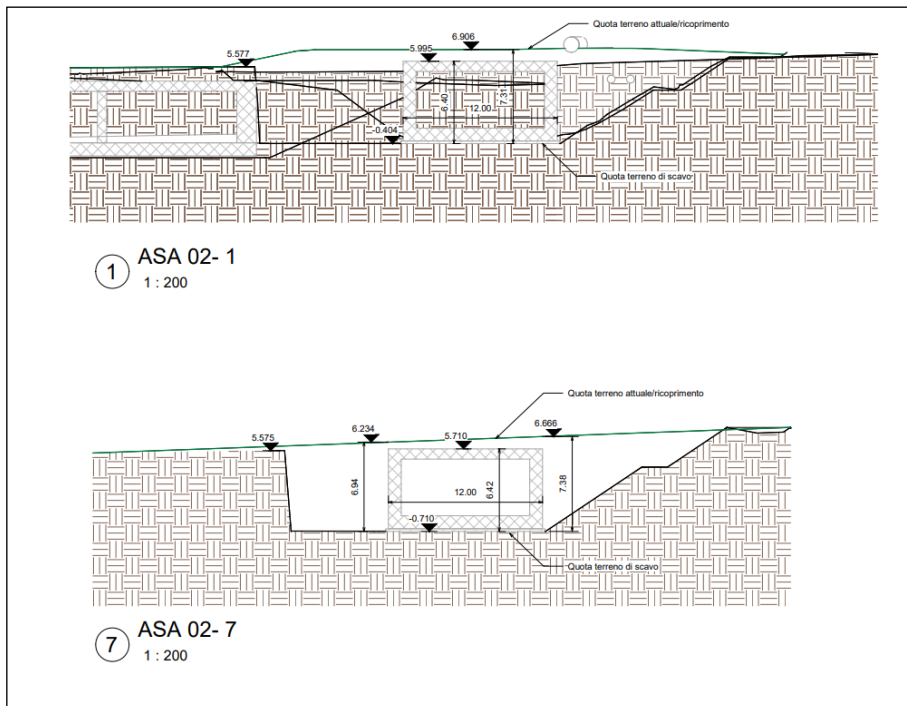 Quota terreno attuale/ricoprimento
6.906
5.577
5.995
6.40
7.31
12.00
-0.404
Quota terreno di scavo
1
ASA 02- 1
1 : 200
Quota terreno attuale/ricoprimento
6.234
6.666
5.575
5.710
6.94
12.00
6.42
7.38
-0.710
Quota terreno di scavo
7
ASA 02- 7
1 : 200